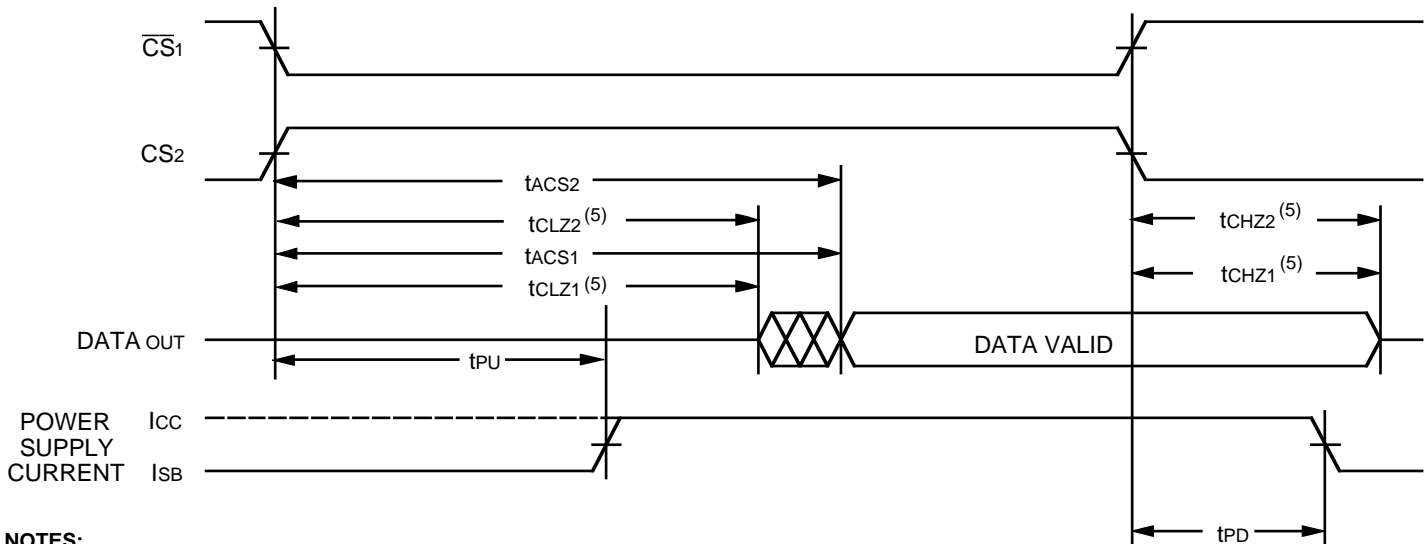 CS1
CS2
tACS2
tCLZ2 (5)
tCHZ2 (5)
tACS1
tCLZ1 (5)
tCHZ1 (5)
DATA OUT
DATA VALID
tPU
POWER SUPPLY CURRENT
ICC
ISB
tPD
NOTES: